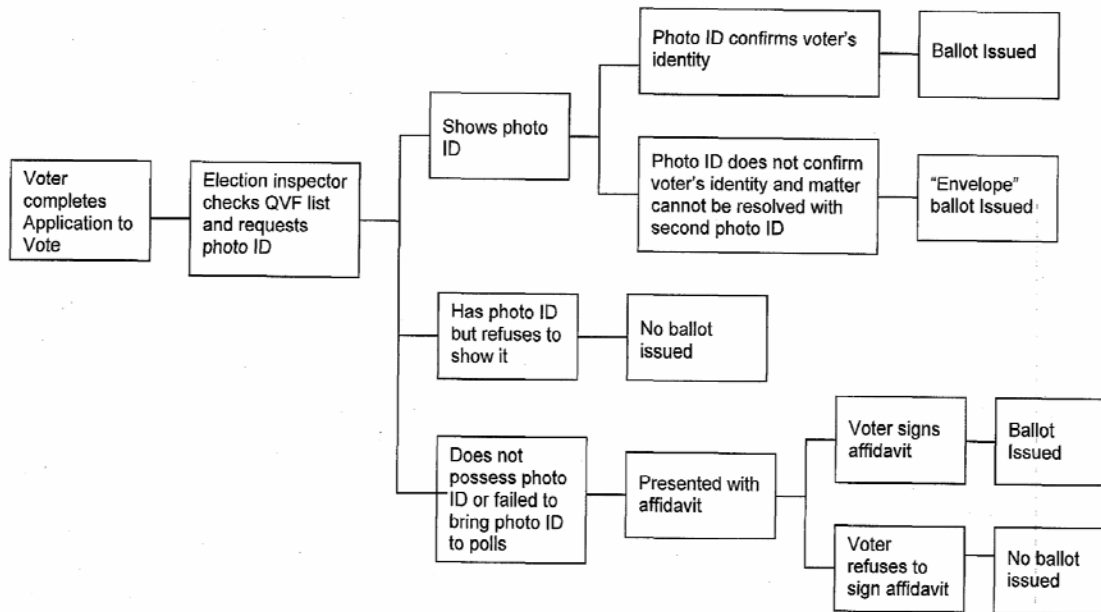 Voter
completes
Application to
Vote
Election inspector
checks QVF list
and requests
photo ID
Shows photo
ID
Photo ID confirms voter's
identity
Ballot Issued
Photo ID does not confirm
voter's identity and matter
cannot be resolved with
second photo ID
"Envelope"
ballot Issued
Has photo ID
but refuses to
show it
No ballot
issued
Does not
possess photo
ID or failed to
bring photo ID
to polls
Presented with
affidavit
Voter signs
affidavit
Ballot
Issued
Voter
refuses to
sign affidavit
No ballot
issued